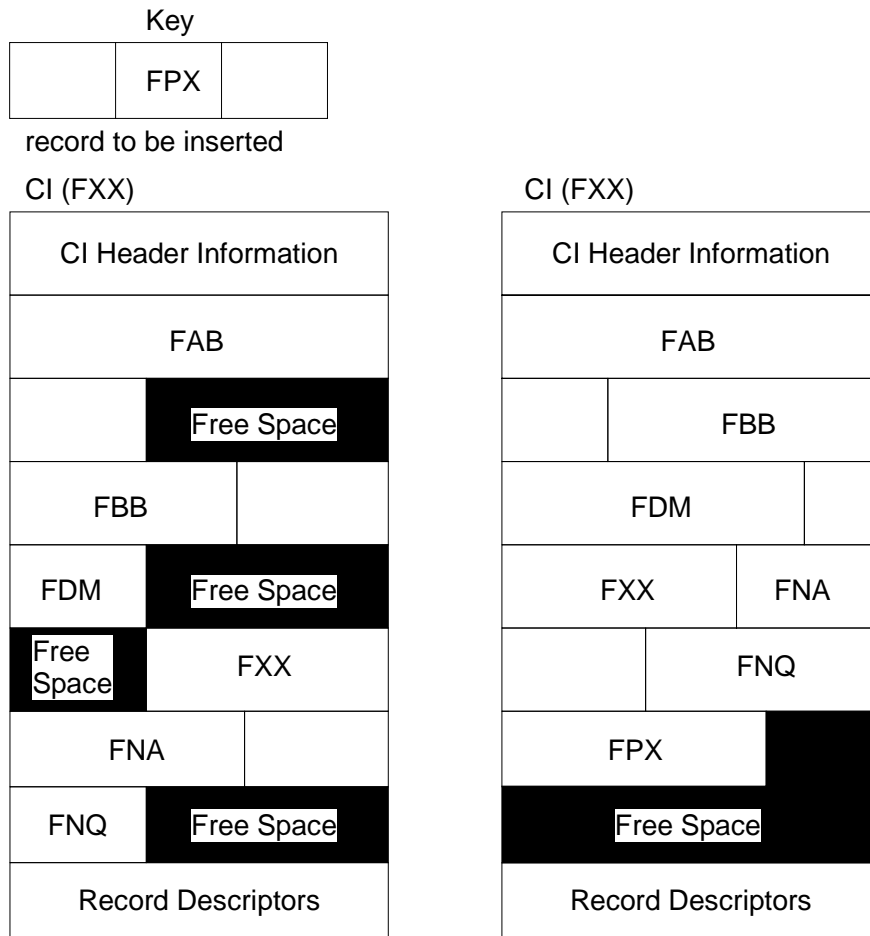 Key
FPX
record to be inserted
CI (FXX)
CI Header Information
FAB
Free Space
FBB
FDM
Free Space
Free
Space
FXX
FNA
FNQ
Free Space
Record Descriptors
CI (FXX)
CI Header Information
FAB
FBB
FDM
FXX
FNA
FNQ
FPX
Free Space
Record Descriptors